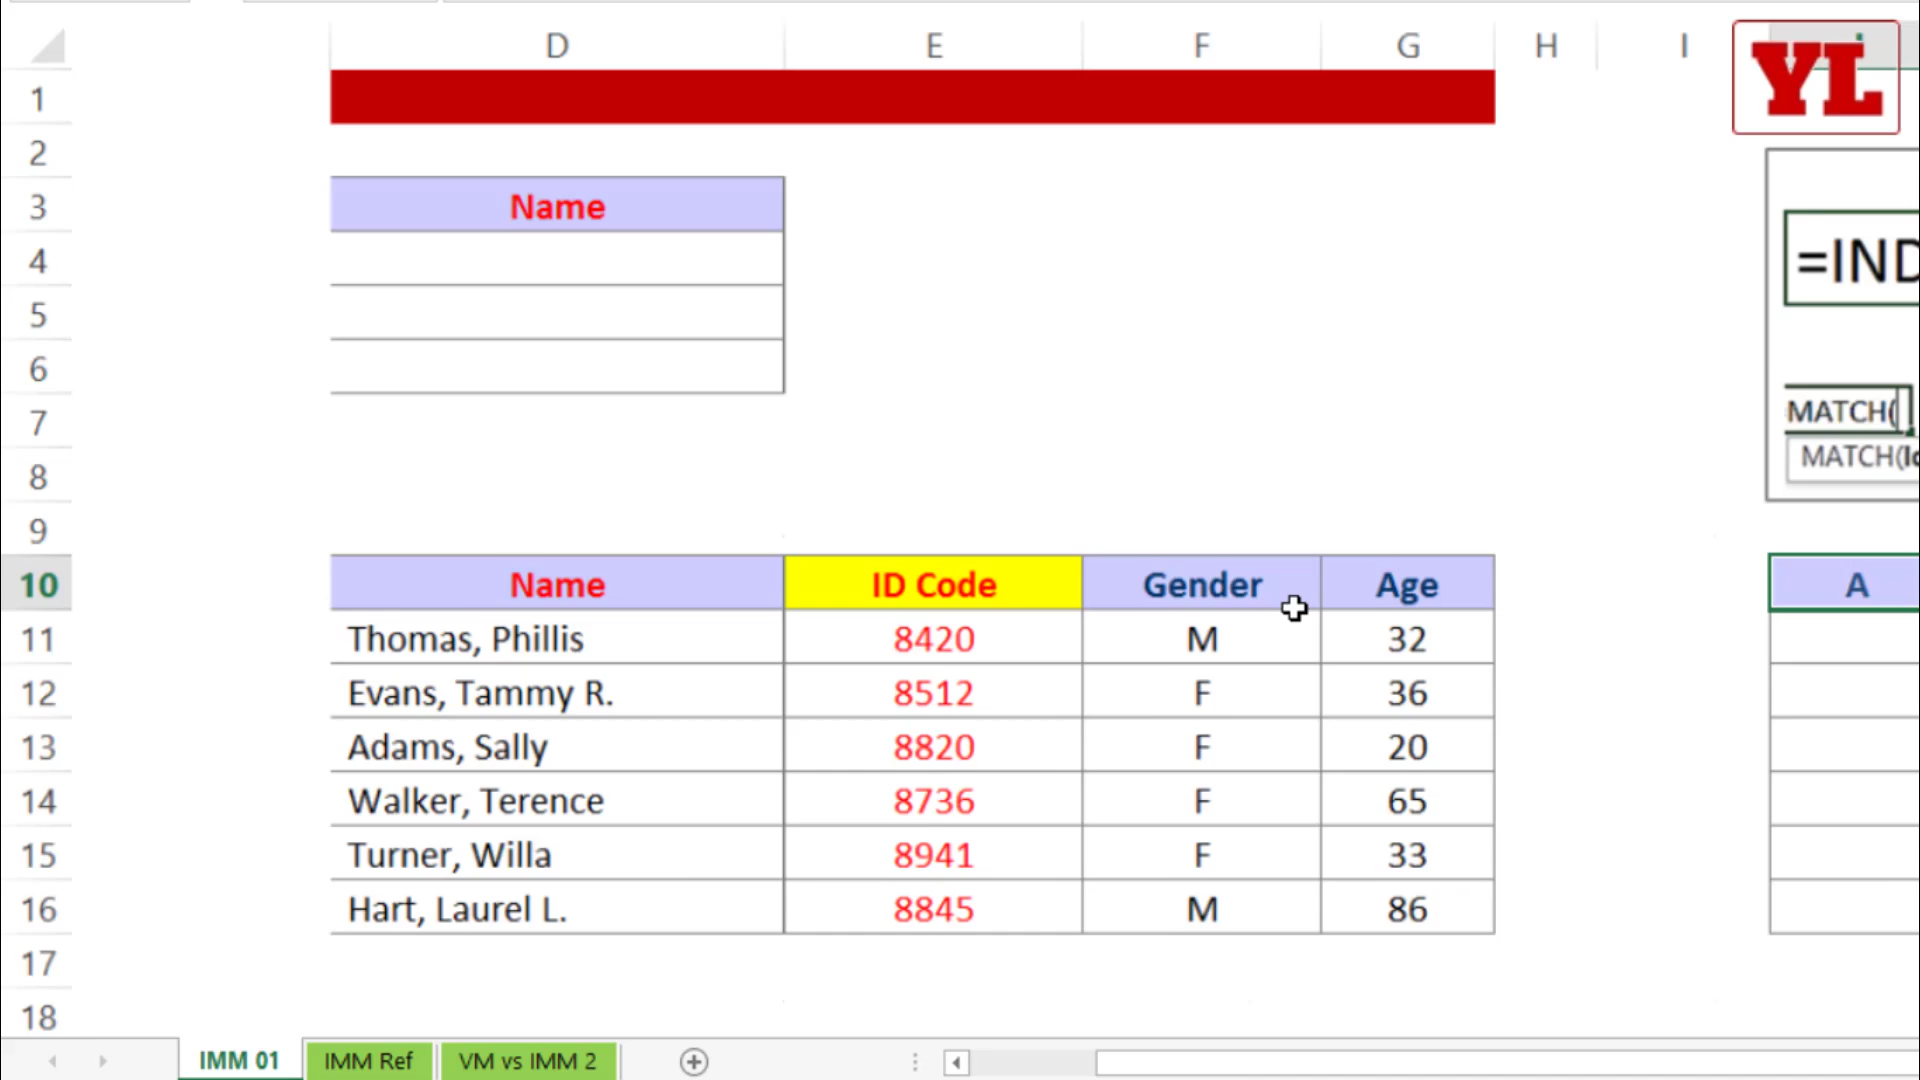 D E F G H I
YL
1
2
3 Name
=IND
4
5
6
7 MATCH(
MATCH(lo
8
9
10 Name ID Code Gender Age A
11 Thomas, Phillis 8420 M 32
12 Evans, Tammy R. 8512 F 36
13 Adams, Sally 8820 F 20
14 Walker, Terence 8736 F 65
15 Turner, Willa 8941 F 33
16 Hart, Laurel L. 8845 M 86
17
18
IMM 01 IMM Ref VM vs IMM 2